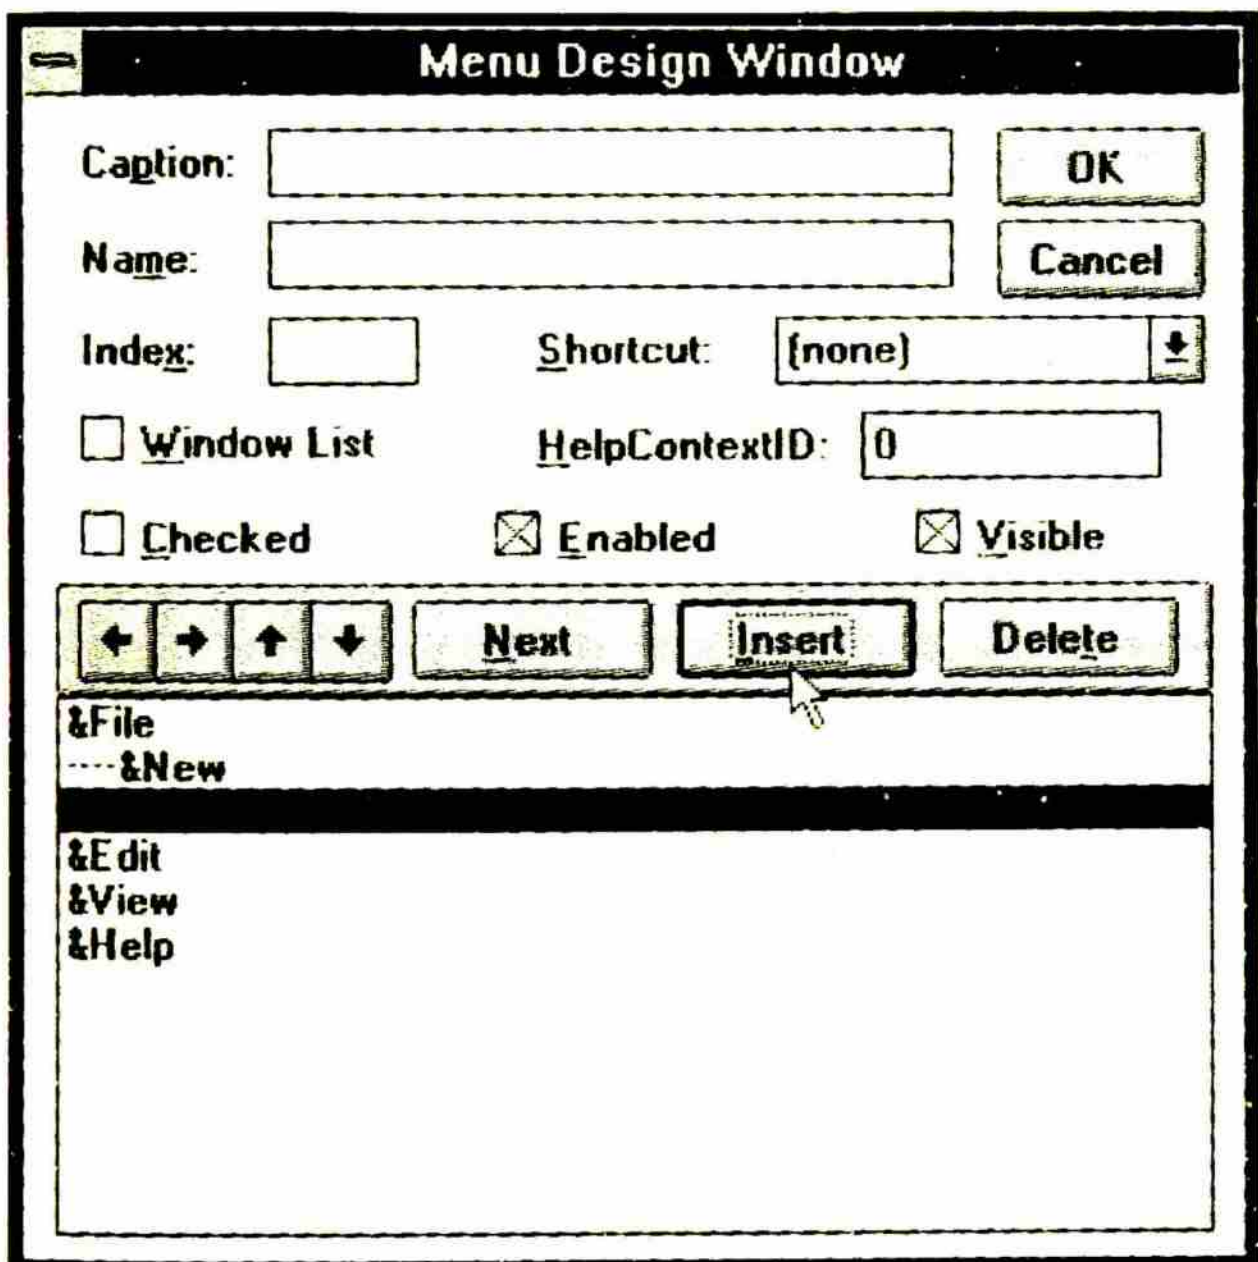 Menu Design Window
Caption: OK
Name: Cancel
Index: Shortcut: (none)
Window List HelpContextID: 0
Checked Enabled Visible
Next Insert Delete
&File
----&New
&Edit
&View
&Help